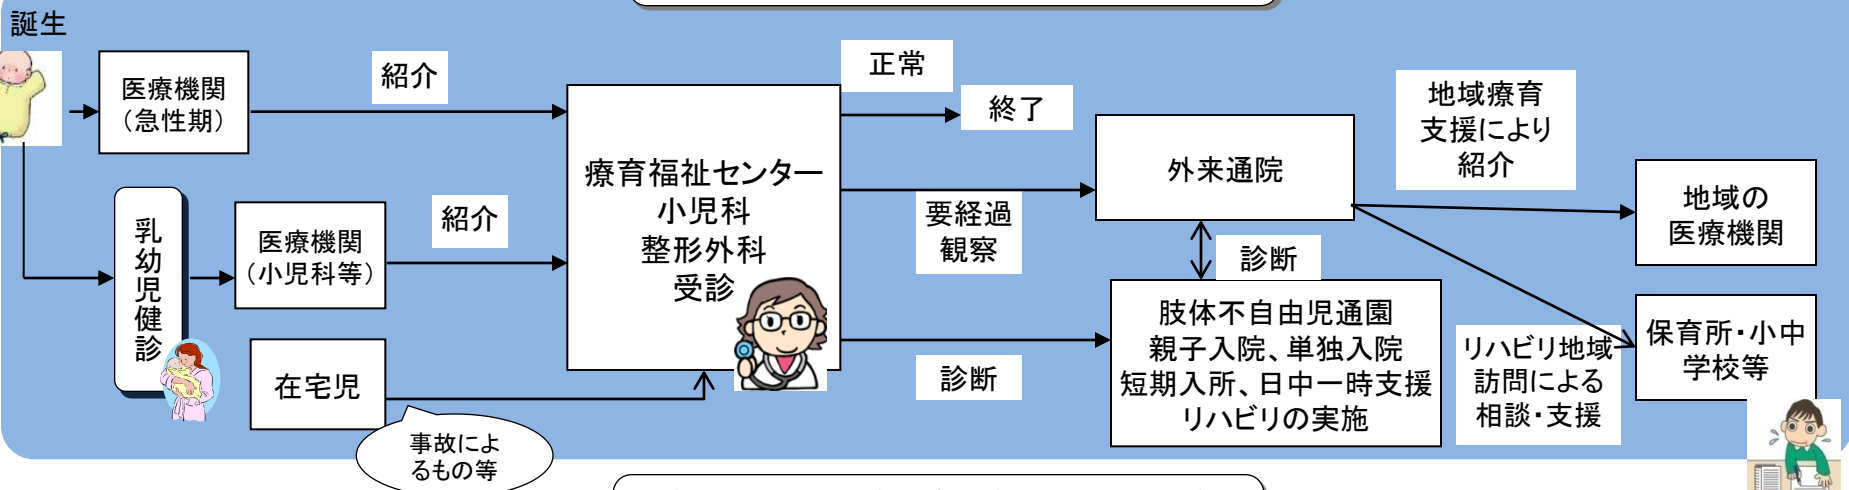 誕生
医療機関
（急性期）
紹介
乳幼児健診
医療機関
（小児科等）
紹介
在宅児
事故によ
るもの等
療育福祉センター
小児科
整形外科
受診
正常
終了
要経過
観察
診断
外来通院
診断
肢体不自由児通園
親子入院、単独入院
短期入所、日中一時支援
リハビリの実施
地域療育
支援により
紹介
リハビリ地域
訪問による
相談・支援
地域の
医療機関
保育所・小中
学校等